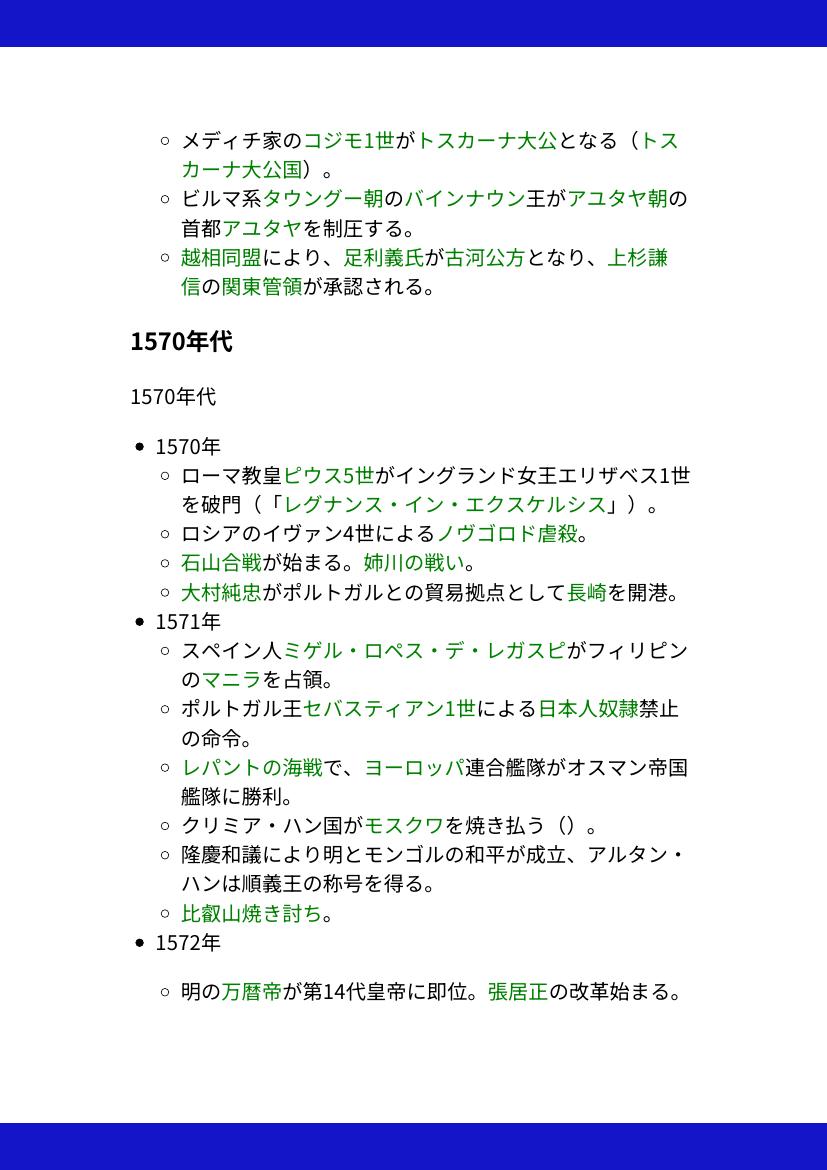 メディチ家のコジモ1世がトスカーナ大公となる（トス
カーナ大公国）。
ビルマ系タウングー朝のバインナウン王がアユタヤ朝の
首都アユタヤを制圧する。
越相同盟により、足利義氏が古河公方となり、上杉謙
信の関東管領が承認される。
1570年代
1570年代
1570年
ローマ教皇ピウス5世がイングランド女王エリザベス1世
を破門（「レグナンス・イン・エクスケルシス」）。
ロシアのイヴァン4世によるノヴゴロド虐殺。
石山合戦が始まる。姉川の戦い。
大村純忠がポルトガルとの貿易拠点として長崎を開港。
1571年
スペイン人ミゲル・ロペス・デ・レガスピがフィリピン
のマニラを占領。
ポルトガル王セバスティアン1世による日本人奴隷禁止
の命令。
レパントの海戦で、ヨーロッパ連合艦隊がオスマン帝国
艦隊に勝利。
クリミア・ハン国がモスクワを焼き払う（）。
隆慶和議により明とモンゴルの和平が成立、アルタン・
ハンは順義王の称号を得る。
比叡山焼き討ち。
1572年
明の万暦帝が第14代皇帝に即位。張居正の改革始まる。